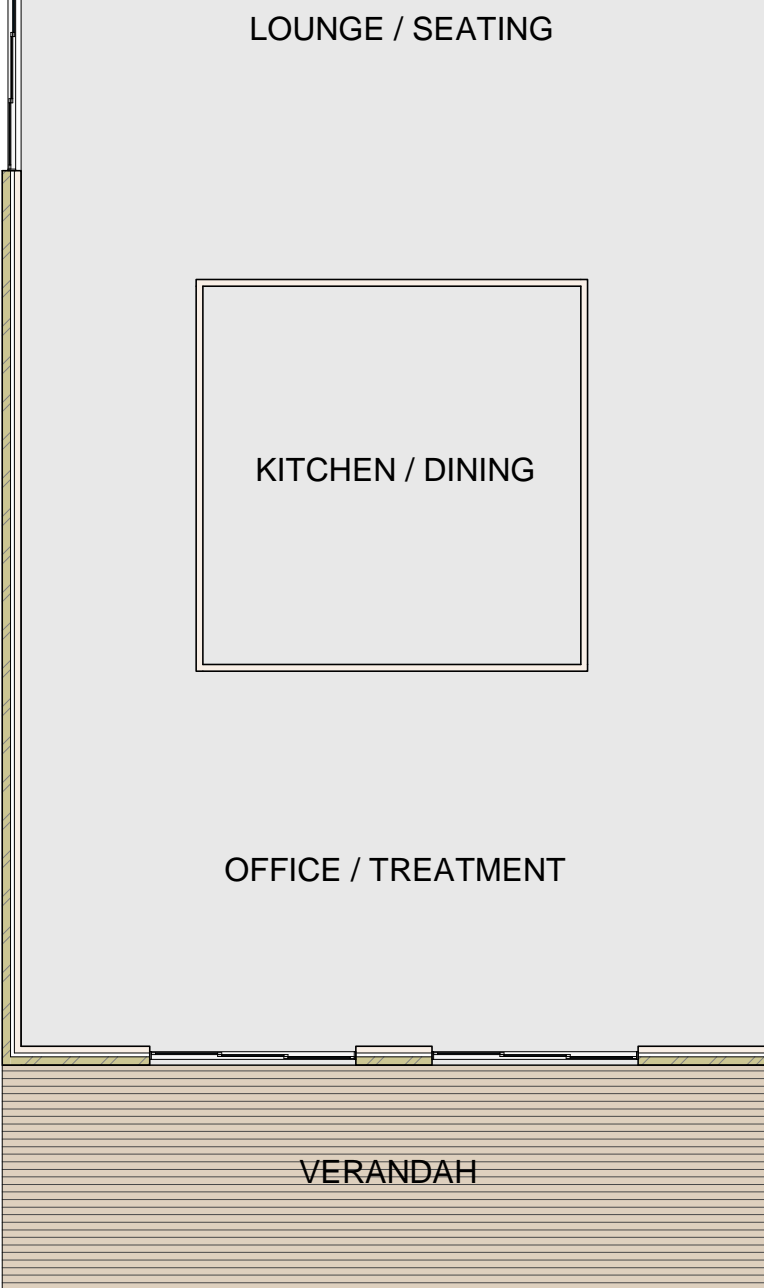 LOUNGE / SEATING
KITCHEN / DINING
OFFICE / TREATMENT
VERANDAH